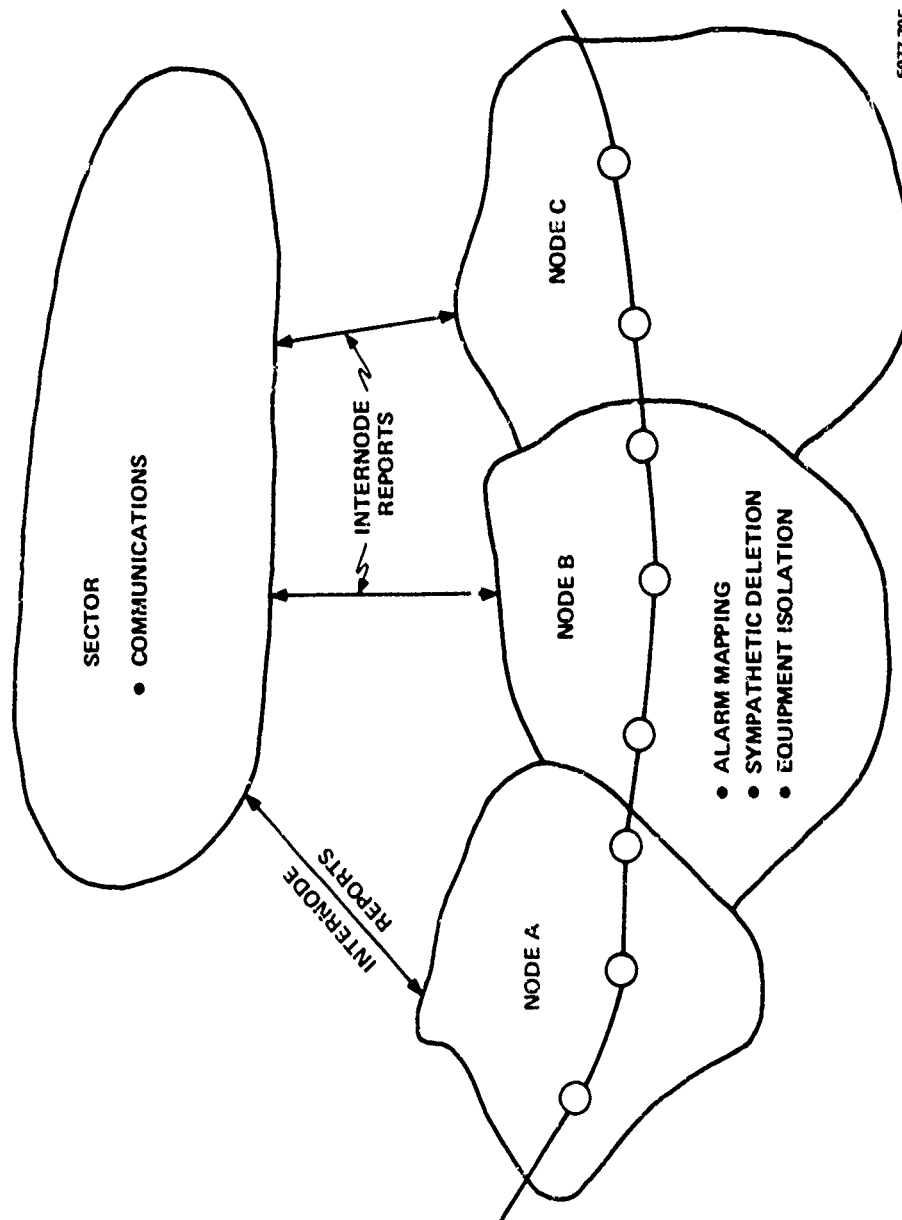 SECTOR
● COMMUNICATIONS
INTERNODE
REPORTS
INTERNODE
REPORTS
NODE A
NODE B
NODE C
● ALARM MAPPING
● SYMPATHETIC DELETION
● EQUIPMENT ISOLATION